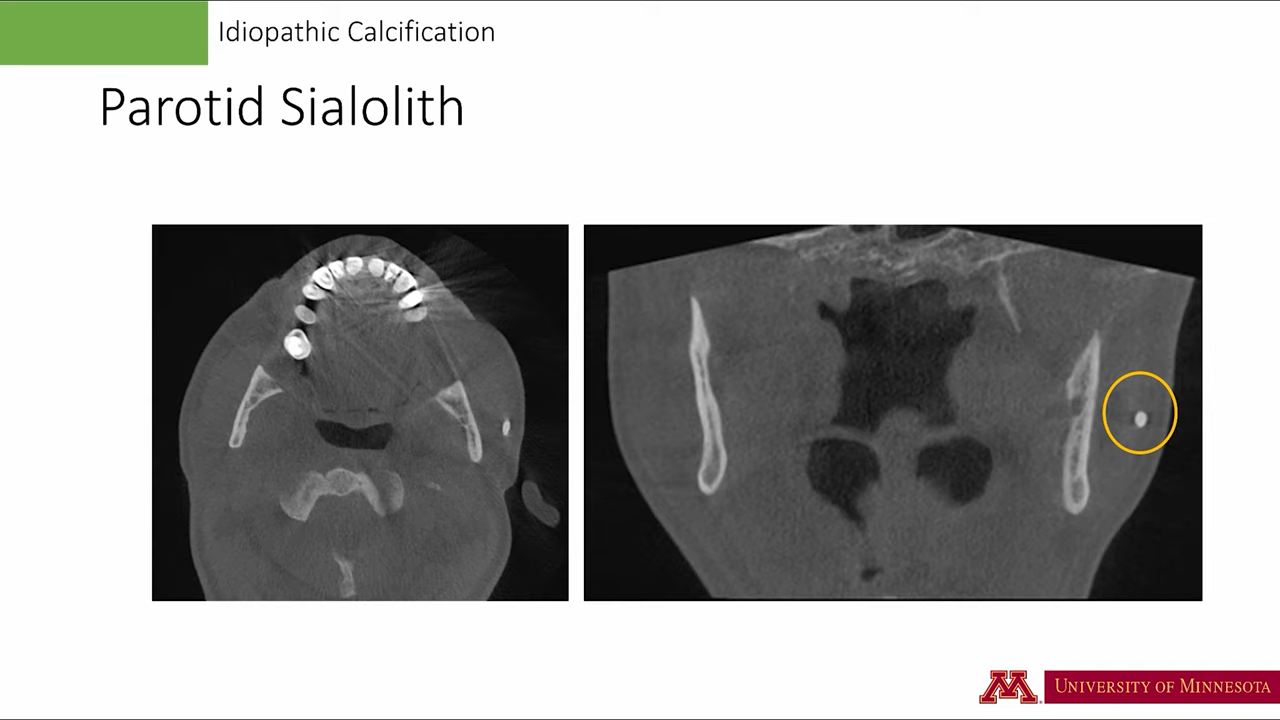 Idiopathic Calcification
Parotid Sialolith
M
UNIVERSITY OF MINNESOTA